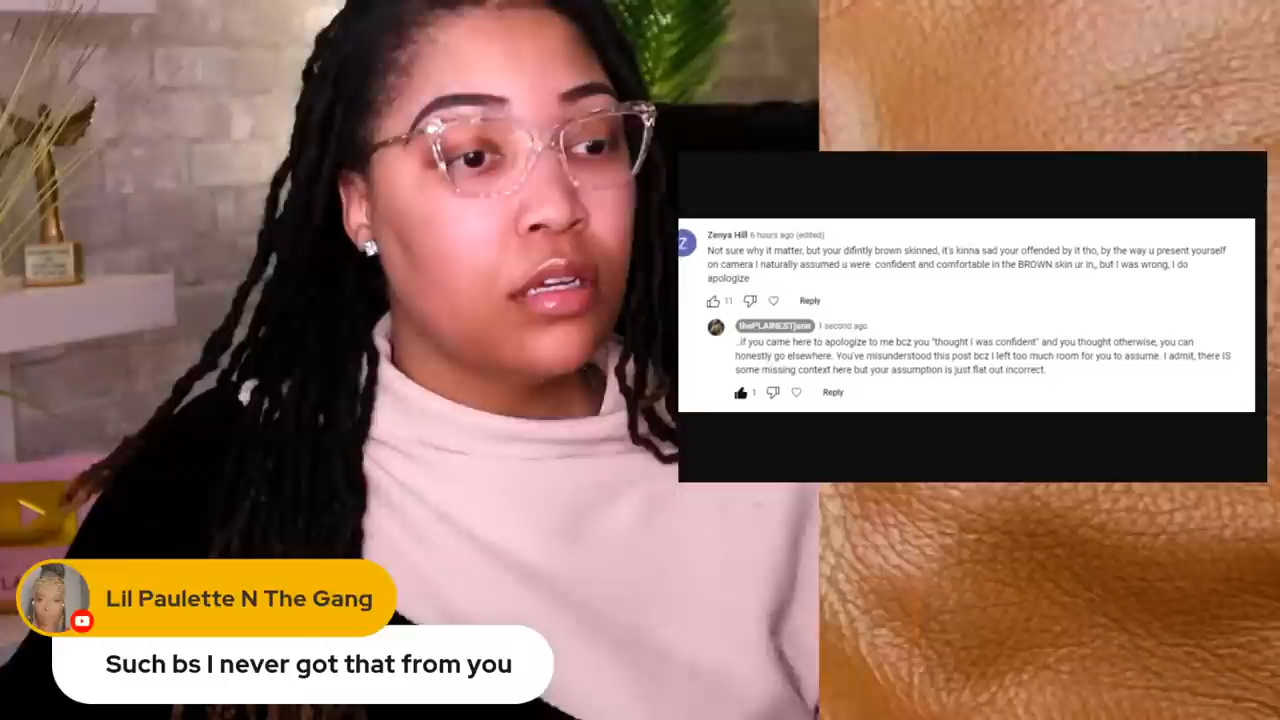 Zenya Hill 6 hours ago (edited)
Not sure why it matter, but your difintly brown skinned, it's kinna sad your offended by it tho, by the way u present yourself
on camera I naturally assumed u were confident and comfortable in the BROWN skin ur in,, but I was wrong, I do
apologize
11 Reply
thePLAINESTjane 1 second ago
..if you came here to apologize to me bcz you "thought I was confident" and you thought otherwise, you can
honestly go elsewhere. You've misunderstood this post bcz I left too much room for you to assume. I admit, there IS
some missing context here but your assumption is just flat out incorrect.
1 Reply
Z
Lil Paulette N The Gang
Such bs I never got that from you